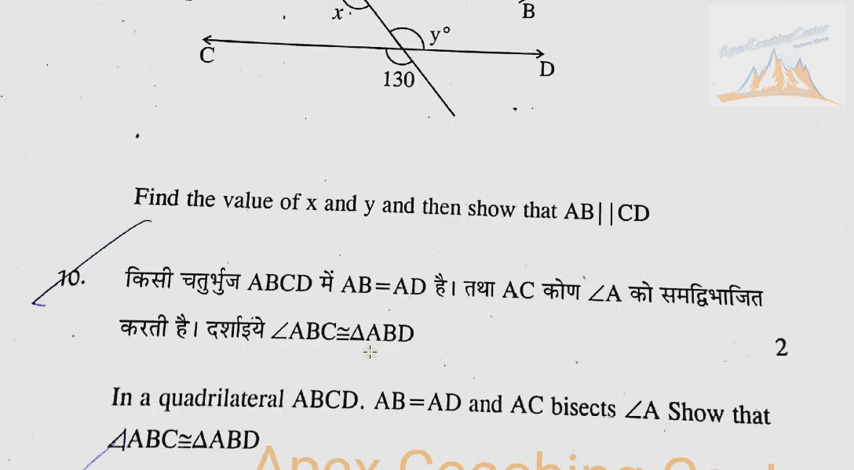 x
B
y°
C
D
130
Find the value of x and y and then show that AB||CD
10. किसी चतुर्भुज ABCD में AB=AD है। तथा AC कोण ∠A को समद्विभाजित
करती है। दर्शाइये ∠ABC≅ΔABD
2
In a quadrilateral ABCD. AB=AD and AC bisects ∠A Show that
∠ABC≅ΔABD